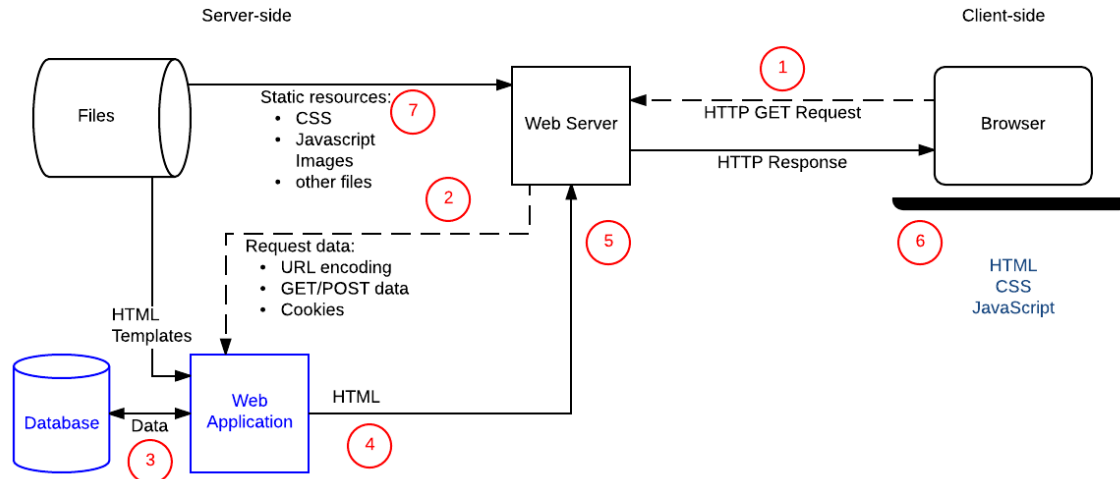 Server-side
Client-side
1
Files
Static resources:
• CSS
• Javascript
Images
• other files
7
Web Server
HTTP GET Request
HTTP Response
Browser
2
Request data:
• URL encoding
• GET/POST data
• Cookies
5
6
HTML
CSS
JavaScript
HTML
Templates
Database
Data
3
Web
Application
HTML
4